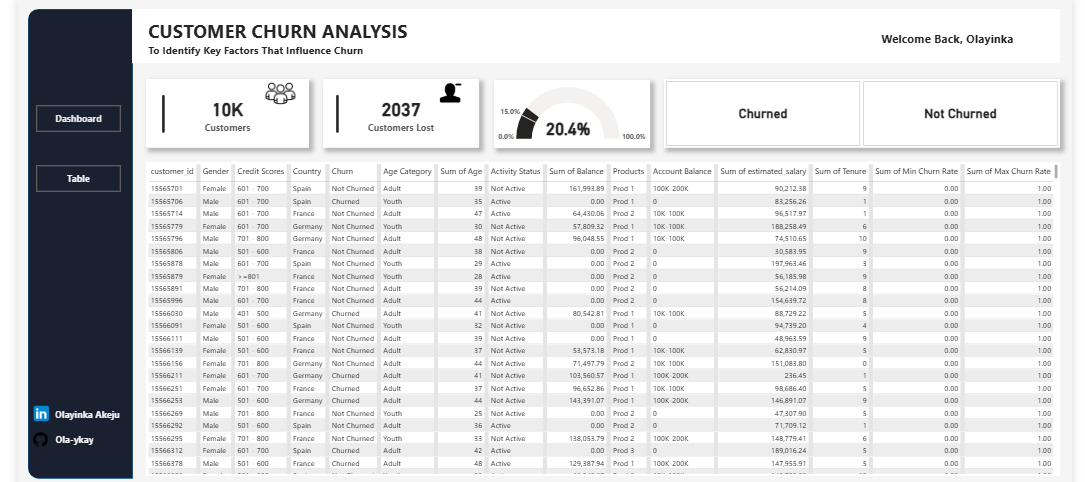 CUSTOMER CHURN ANALYSIS
To Identify Key Factors That Influence Churn
Welcome Back, Olayinka
Dashboard
Table
10K
Customers
2037
Customers Lost
15.0%
0.0%
20.4%
100.0%
Churned
Not Churned
customer_id Gender Credit Scores Country Churn Age Category Sum of Age Activity Status Sum of Balance Products Account Balance Sum of estimated_salary Sum of Tenure Sum of Min Churn Rate Sum of Max Churn Rate
15565701 Female 601 - 700 Spain Not Churned Adult 39 Not Active 161,993.89 Prod 1 100K-200K 90,212.38 9 0.00 1.00
15565706 Male 601 - 700 Spain Churned Youth 35 Active 0.00 Prod 1 0 83,256.26 1 0.00 1.00
15565714 Male 601 - 700 France Not Churned Adult 47 Active 64,430.06 Prod 2 10K-100K 96,517.97 1 0.00 1.00
15565779 Female 601 - 700 Germany Not Churned Youth 30 Not Active 57,809.32 Prod 1 10K-100K 188,258.49 6 0.00 1.00
15565796 Male 701 - 800 Germany Not Churned Adult 48 Not Active 96,048.55 Prod 1 10K-100K 74,510.65 10 0.00 1.00
15565806 Male 501 - 600 France Not Churned Adult 38 Not Active 0.00 Prod 2 0 30,583.95 9 0.00 1.00
15565878 Male 601 - 700 Spain Not Churned Youth 29 Active 0.00 Prod 2 0 197,963.46 3 0.00 1.00
15565879 Female >=801 France Not Churned Youth 28 Active 0.00 Prod 2 0 56,185.98 9 0.00 1.00
15565891 Male 701 - 800 France Not Churned Adult 39 Not Active 0.00 Prod 2 0 56,214.09 8 0.00 1.00
15565996 Male 601 - 700 France Not Churned Adult 44 Active 0.00 Prod 2 0 154,639.72 8 0.00 1.00
15566030 Male 401 - 500 Germany Churned Adult 41 Active 80,542.81 Prod 1 10K-100K 88,729.22 5 0.00 1.00
15566091 Female 501 - 600 Spain Not Churned Youth 32 Not Active 0.00 Prod 1 0 94,739.20 4 0.00 1.00
15566111 Male 501 - 600 France Not Churned Adult 39 Not Active 0.00 Prod 1 0 48,963.59 9 0.00 1.00
15566139 Female 501 - 600 France Not Churned Adult 37 Not Active 53,573.18 Prod 1 10K-100K 62,830.97 5 0.00 1.00
15566156 Female 701 - 800 Germany Not Churned Adult 44 Not Active 71,497.79 Prod 2 10K-100K 151,083.80 0 0.00 1.00
15566211 Female 601 - 700 Germany Churned Adult 41 Not Active 103,560.57 Prod 1 100K-200K 236.45 1 0.00 1.00
15566251 Female 601 - 700 France Churned Adult 37 Not Active 96,652.86 Prod 1 10K-100K 98,686.40 5 0.00 1.00
15566253 Male 501 - 600 Germany Churned Adult 44 Not Active 143,391.07 Prod 1 100K-200K 146,891.07 9 0.00 1.00
15566269 Male 701 - 800 France Not Churned Youth 25 Not Active 0.00 Prod 2 0 47,307.90 5 0.00 1.00
15566292 Male 501 - 600 Spain Not Churned Adult 36 Active 0.00 Prod 2 0 71,709.12 1 0.00 1.00
15566295 Female 701 - 800 France Not Churned Youth 33 Not Active 138,053.79 Prod 2 100K-200K 148,779.41 6 0.00 1.00
15566312 Female 601 - 700 France Churned Adult 42 Active 0.00 Prod 3 0 189,016.24 5 0.00 1.00
15566378 Male 501 - 600 France Churned Adult 48 Active 129,387.94 Prod 1 100K-200K 147,955.91 5 0.00 1.00
in Olayinka Akeju
Ola-ykay